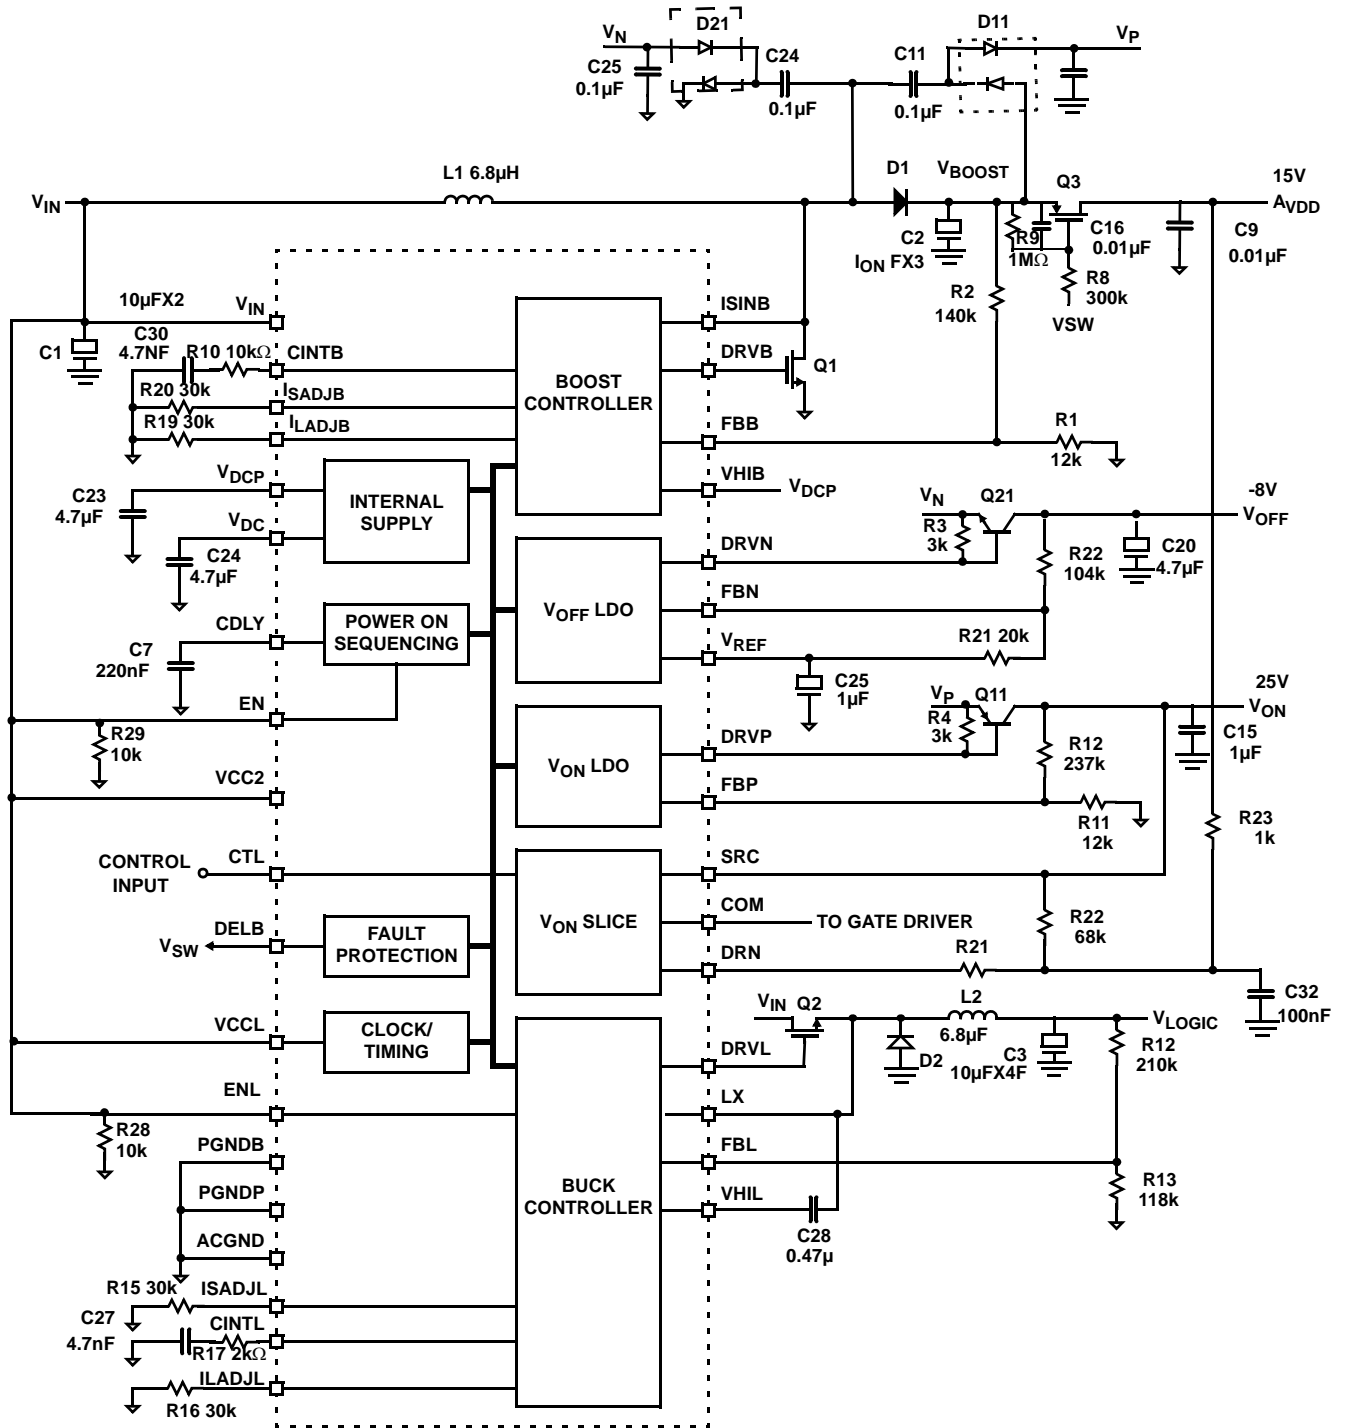 VN
D21
C25
0.1µF
C24
0.1µF
C11
0.1µF
D11
VP
L1 6.8µH
VIN
D1
VBOOST
Q3
15V
AVDD
C2
ION FX3
R9
1MΩ
C16
0.01µF
C9
0.01µF
R8
300k
VSW
R2
140k
10µFX2
VIN
C1
C30
4.7NF
R10 10kΩ
CINTB
R20 30k
ISADJB
R19 30k
ILADJB
BOOST
CONTROLLER
ISINB
DRVB
Q1
FBB
R1
12k
VHIB
VDCP
VDCP
C23
4.7µF
VDC
C24
4.7µF
INTERNAL
SUPPLY
VN
Q21
-8V
VOFF
R3
3k
DRVN
R22
104k
C20
4.7µF
VOFF LDO
FBN
VREF
R21 20k
C25
1µF
CDLY
C7
220nF
POWER ON
SEQUENCING
EN
R29
10k
VCC2
VP
Q11
25V
VON
R4
3k
DRVP
R12
237k
C15
1µF
VON LDO
FBP
R11
12k
R23
1k
CONTROL
INPUT
CTL
VON SLICE
SRC
COM
TO GATE DRIVER
R22
68k
DRN
R21
C32
100nF
VSW
DELB
FAULT
PROTECTION
VCCL
CLOCK/
TIMING
VIN
Q2
L2
6.8µF
VLOGIC
DRVL
D2
C3
10µFX4F
R12
210k
ENL
LX
R28
10k
PGNDB
FBL
PGNDP
BUCK
CONTROLLER
VHIL
R13
118k
C28
0.47µ
ACGND
R15 30k
ISADJL
C27
4.7nF
CINTL
R17 2kΩ
ILADJL
R16 30k